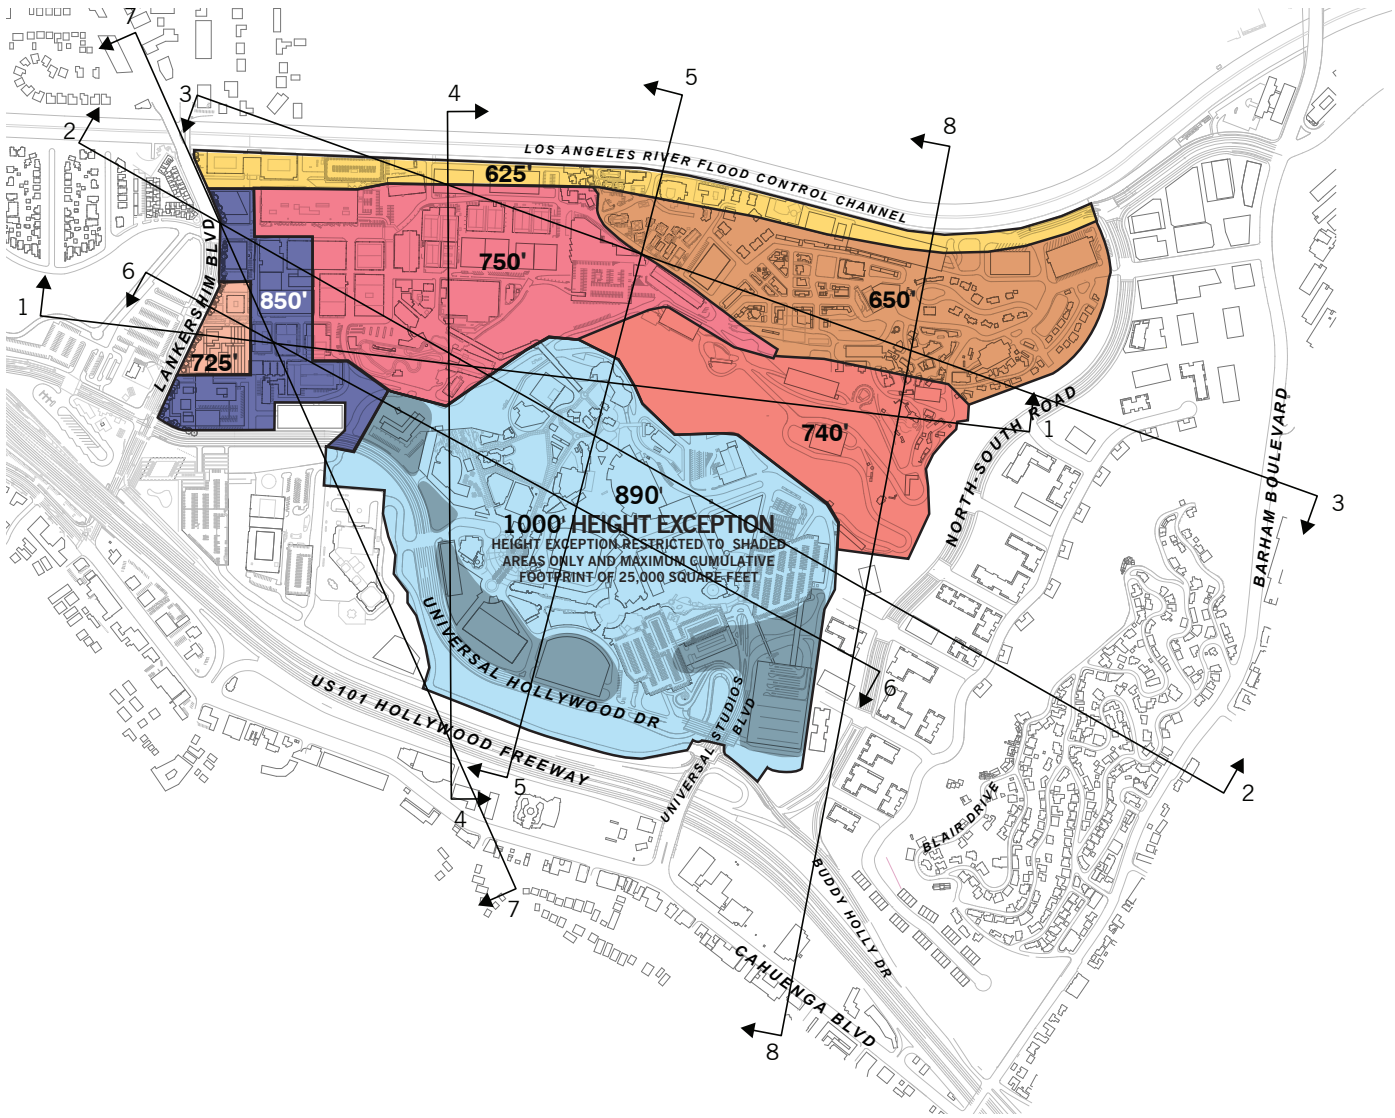 7
3
4
5
8
2
LOS ANGELES RIVER FLOOD CONTROL CHANNEL
625'
LANKERSHIM BLVD
750'
6
1
850'
650'
725'
740'
NORTH-SOUTH ROAD
1
BARHAM BOULEVARD
3
890'
1000' HEIGHT EXCEPTION
HEIGHT EXCEPTION RESTRICTED TO SHADED
AREAS ONLY AND MAXIMUM CUMULATIVE
FOOTPRINT OF 25,000 SQUARE FEET
UNIVERSAL HOLLYWOOD DR
US101 HOLLYWOOD FREEWAY
UNIVERSAL STUDIOS
BLVD
6
2
5
4
BLAIR DRIVE
7
BUDDY HOLLY DR
CAHUENGA BLVD
8